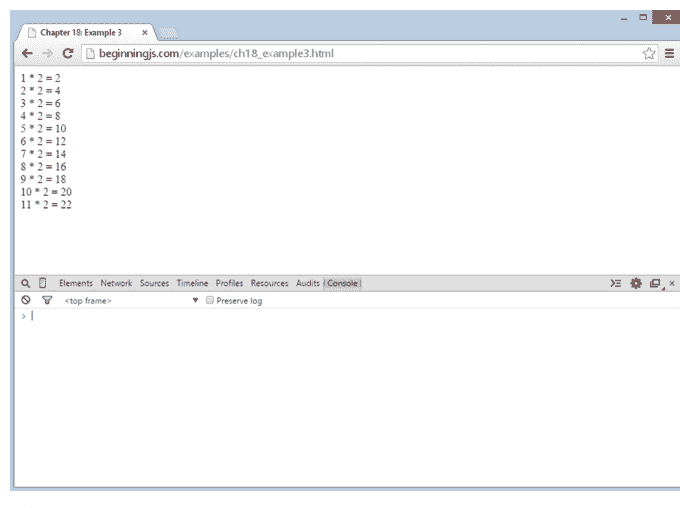 Chapter 18: Example 3
beginningjs.com/examples/ch18_example3.html
1 * 2 = 2
2 * 2 = 4
3 * 2 = 6
4 * 2 = 8
5 * 2 = 10
6 * 2 = 12
7 * 2 = 14
8 * 2 = 16
9 * 2 = 18
10 * 2 = 20
11 * 2 = 22
Elements Network Sources Timeline Profiles Resources Audits Console
<top frame> Preserve log